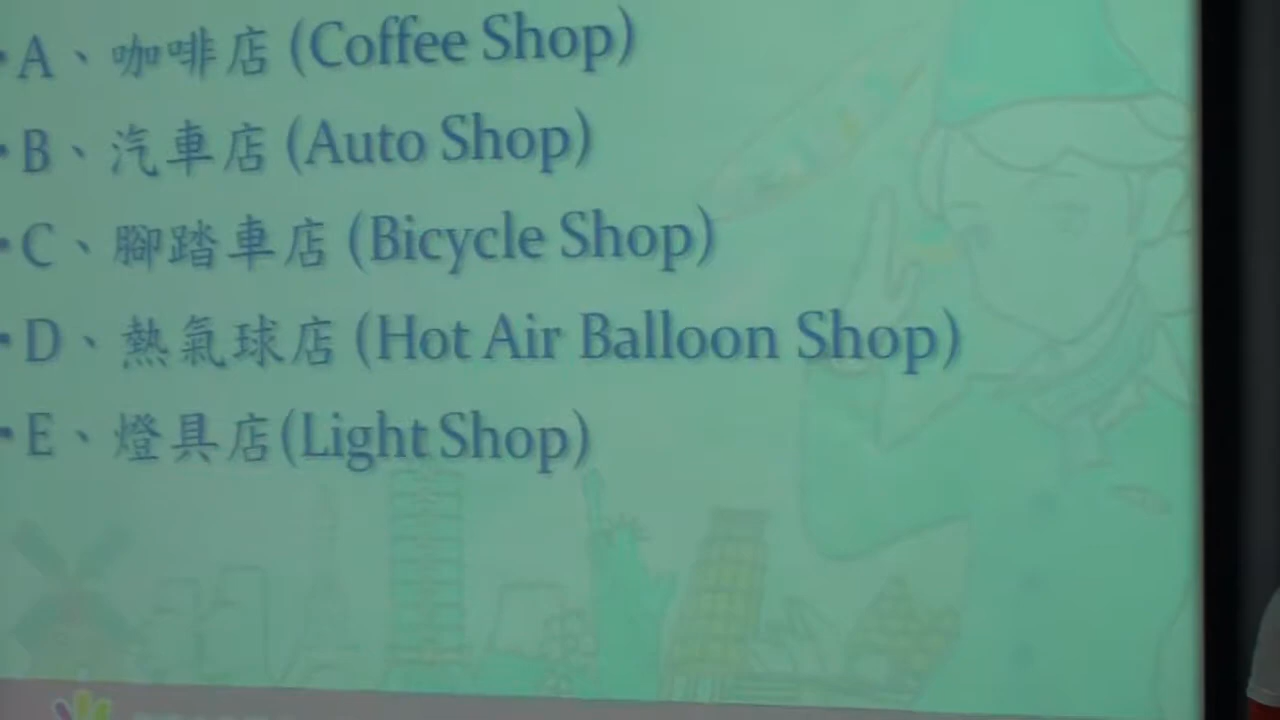 • A、咖啡店 (Coffee Shop)
• B、汽車店 (Auto Shop)
• C、腳踏車店 (Bicycle Shop)
• D、熱氣球店 (Hot Air Balloon Shop)
• E、燈具店(Light Shop)